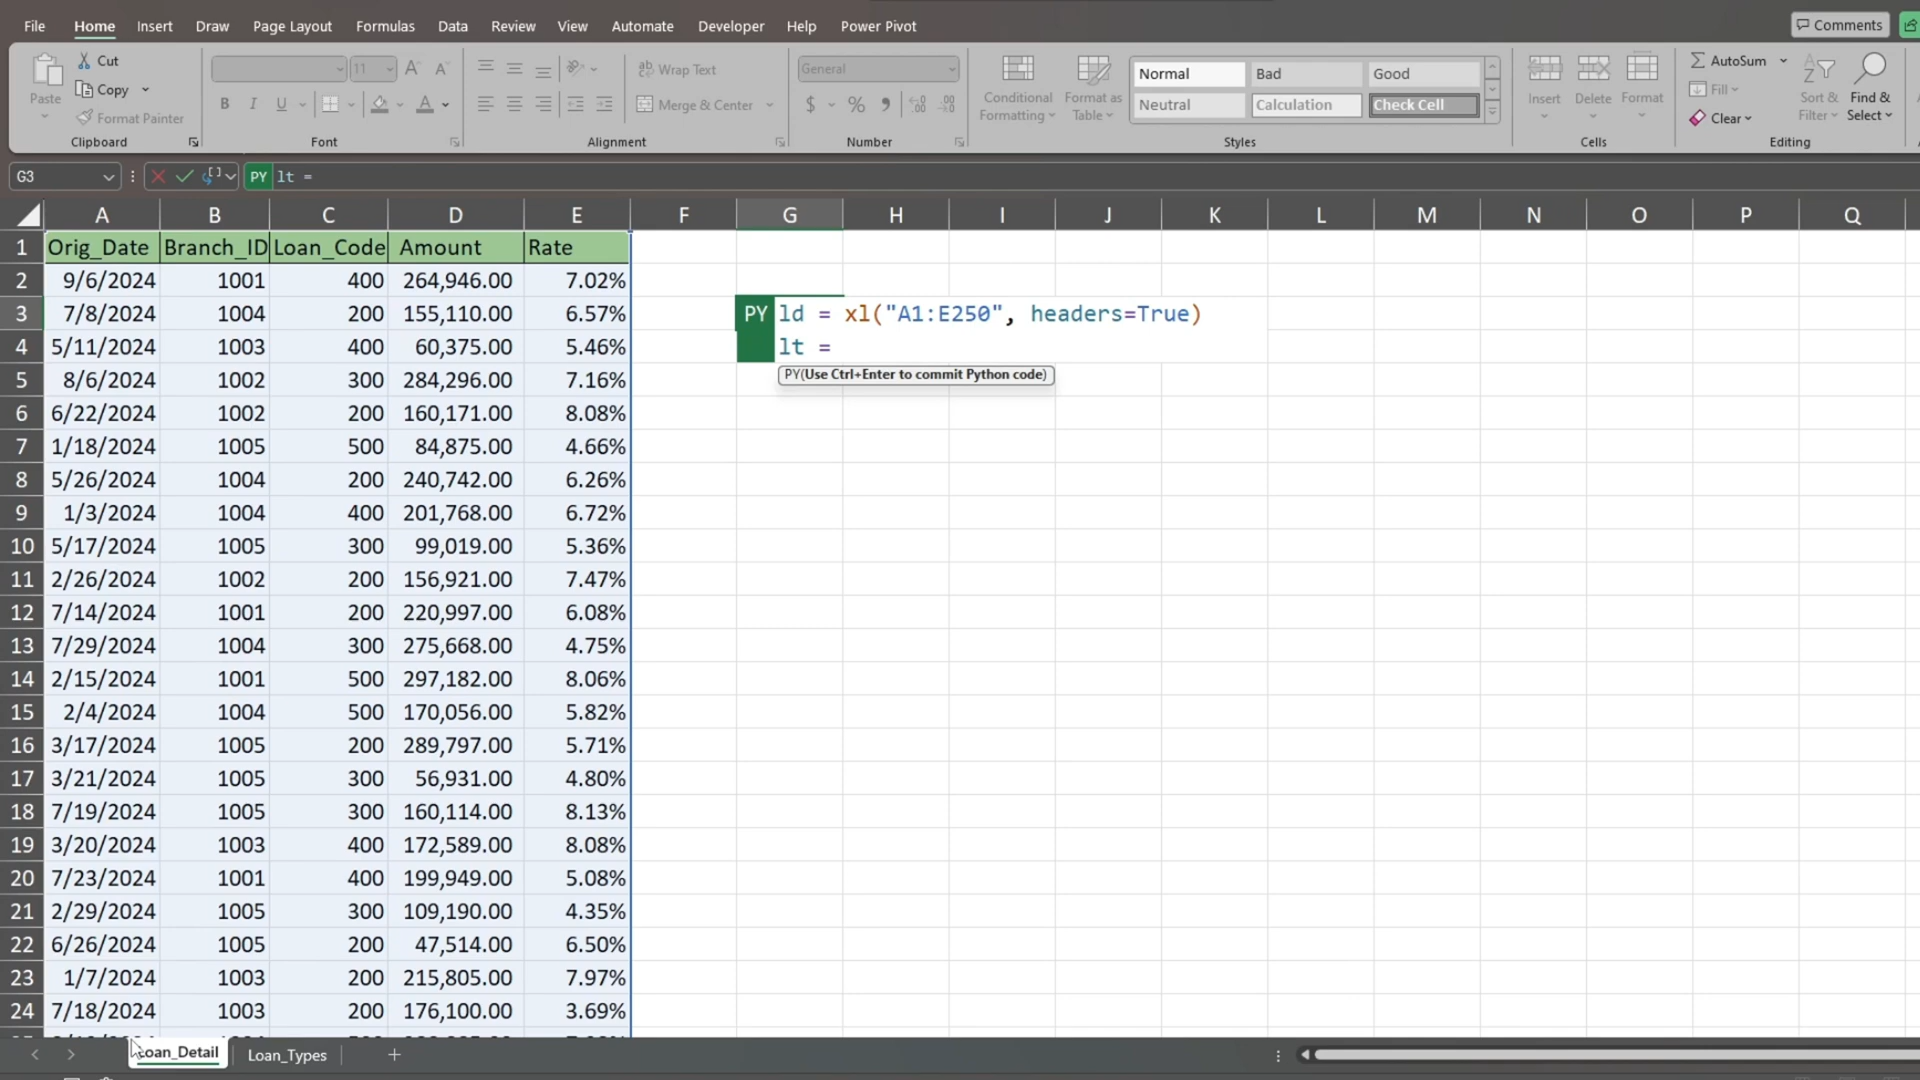 File Home Insert Draw Page Layout Formulas Data Review View Automate Developer Help Power Pivot Comments
Cut
Copy
Format Painter
Paste
Clipboard
11
B I U
Font
Wrap Text
Merge & Center
Alignment
General
$ %
Number
Conditional Formatting
Format as Table
Normal Bad Good
Neutral Calculation Check Cell
Styles
Insert Delete Format
Cells
AutoSum
Fill
Clear
Sort & Filter
Find & Select
Editing
G3 PY lt =
A B C D E F G H I J K L M N O P Q
1 Orig_Date Branch_ID Loan_Code Amount Rate
2 9/6/2024 1001 400 264,946.00 7.02%
3 7/8/2024 1004 200 155,110.00 6.57% PY ld = xl("A1:E250", headers=True)
4 5/11/2024 1003 400 60,375.00 5.46% lt =
5 8/6/2024 1002 300 284,296.00 7.16% PY(Use Ctrl+Enter to commit Python code)
6 6/22/2024 1002 200 160,171.00 8.08%
7 1/18/2024 1005 500 84,875.00 4.66%
8 5/26/2024 1004 200 240,742.00 6.26%
9 1/3/2024 1004 400 201,768.00 6.72%
10 5/17/2024 1005 300 99,019.00 5.36%
11 2/26/2024 1002 200 156,921.00 7.47%
12 7/14/2024 1001 200 220,997.00 6.08%
13 7/29/2024 1004 300 275,668.00 4.75%
14 2/15/2024 1001 500 297,182.00 8.06%
15 2/4/2024 1004 500 170,056.00 5.82%
16 3/17/2024 1005 200 289,797.00 5.71%
17 3/21/2024 1005 300 56,931.00 4.80%
18 7/19/2024 1005 300 160,114.00 8.13%
19 3/20/2024 1003 400 172,589.00 8.08%
20 7/23/2024 1001 400 199,949.00 5.08%
21 2/29/2024 1005 300 109,190.00 4.35%
22 6/26/2024 1005 200 47,514.00 6.50%
23 1/7/2024 1003 200 215,805.00 7.97%
24 7/18/2024 1003 200 176,100.00 3.69%
Loan_Detail Loan_Types